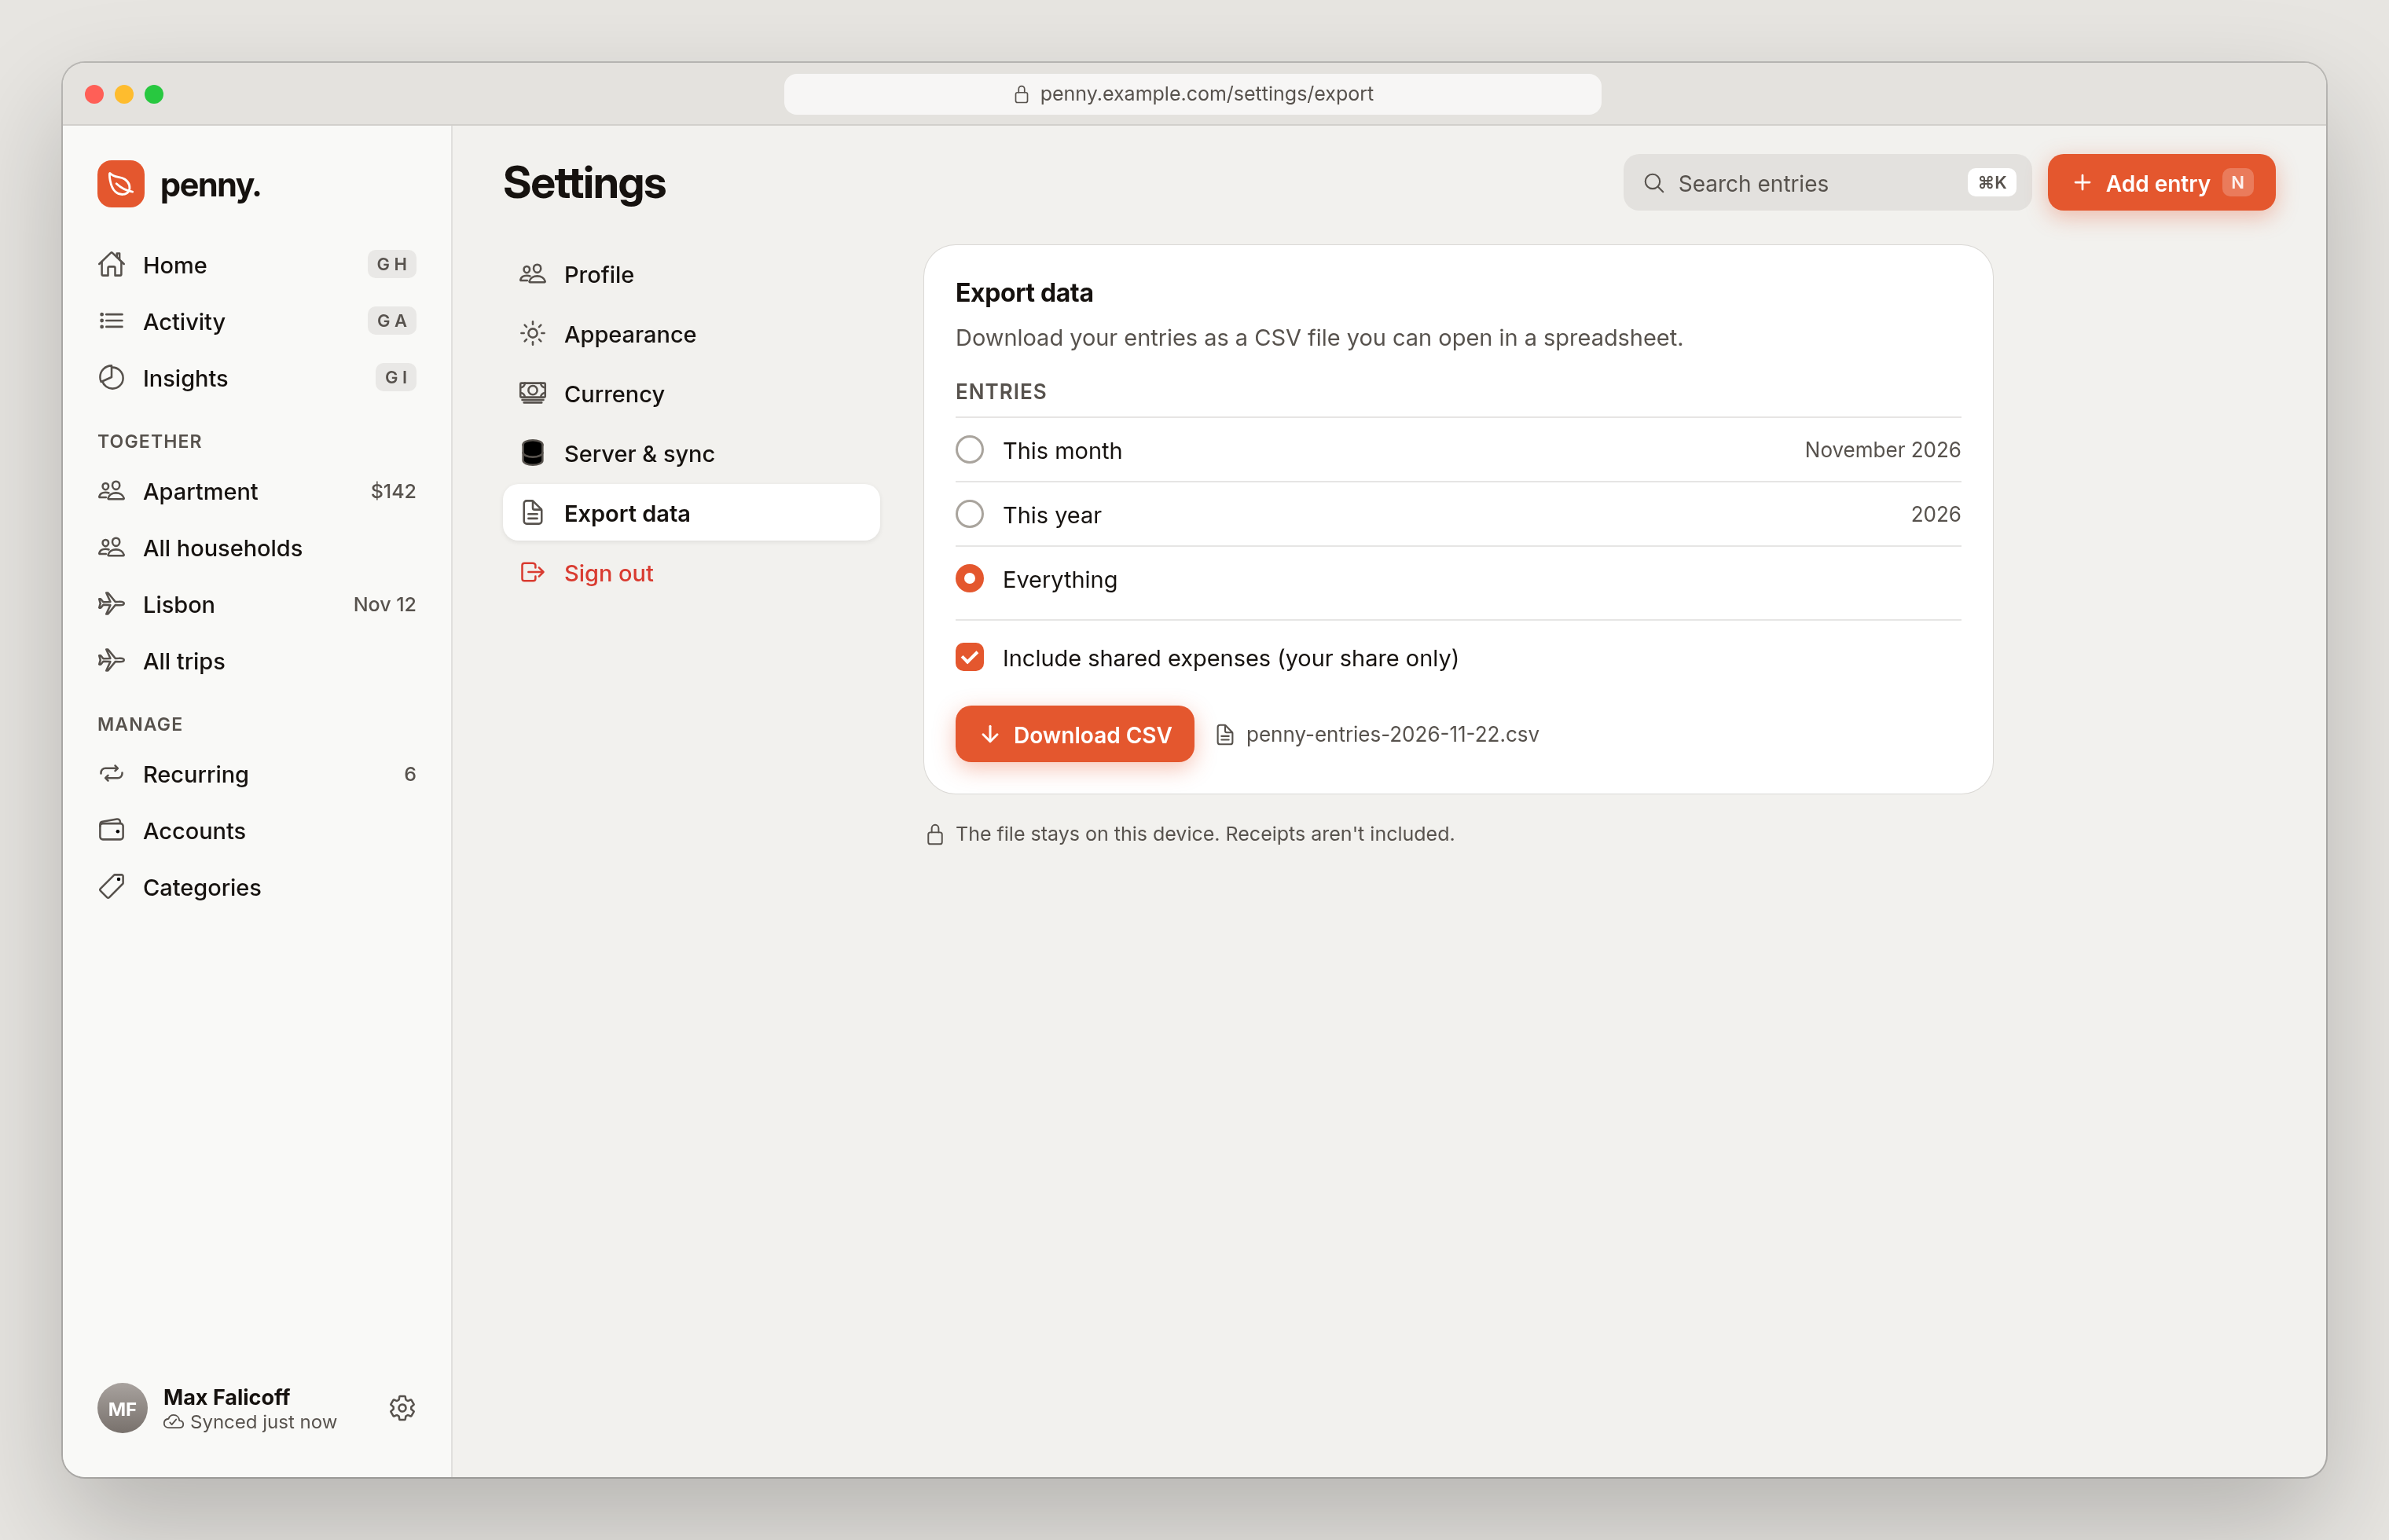 penny.example.com/settings/export
penny.
Home G H
Activity G A
Insights G I
TOGETHER
Apartment $142
All households
Lisbon Nov 12
All trips
MANAGE
Recurring 6
Accounts
Categories
MF Max Falicoff
Synced just now
Settings
Search entries ⌘K
Add entry N
Profile
Appearance
Currency
Server & sync
Export data
Sign out
Export data
Download your entries as a CSV file you can open in a spreadsheet.
ENTRIES
This month November 2026
This year 2026
Everything
Include shared expenses (your share only)
Download CSV penny-entries-2026-11-22.csv
The file stays on this device. Receipts aren't included.